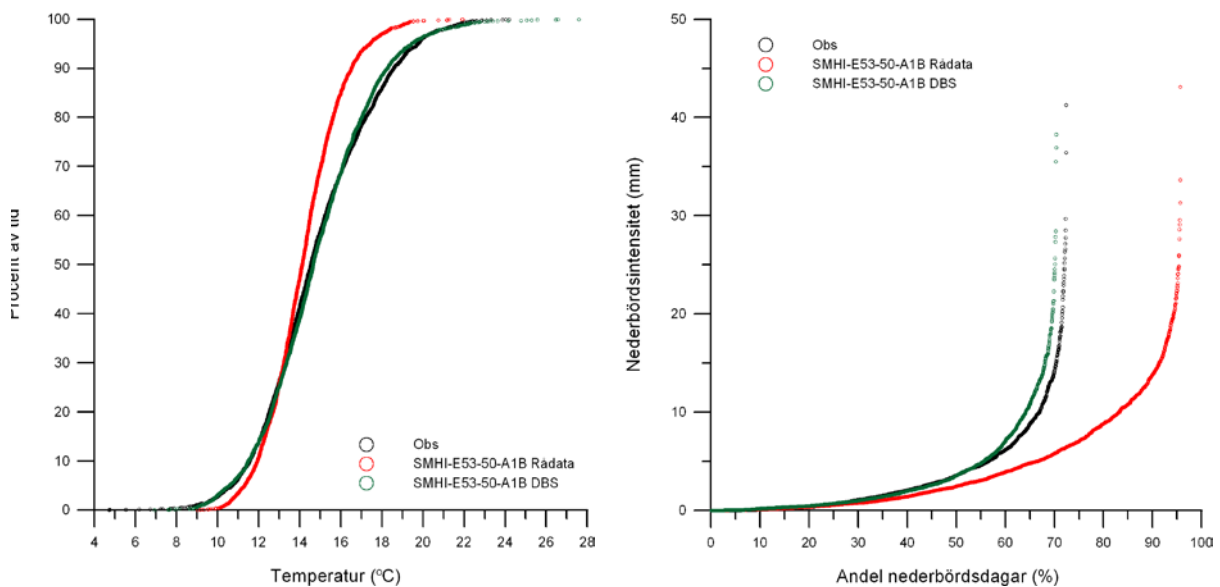 100
90
80
70
60
50
40
30
20
10
0
Procent av tid
4 6 8 10 12 14 16 18 20 22 24 26 28
Temperatur (°C)
Obs
SMHI-E53-50-A1B Rådata
SMHI-E53-50-A1B DBS
50
40
30
20
10
0
Nederbördsintensitet (mm)
0 10 20 30 40 50 60 70 80 90 100
Andel nederbördsdagar (%)
Obs
SMHI-E53-50-A1B Rådata
SMHI-E53-50-A1B DBS